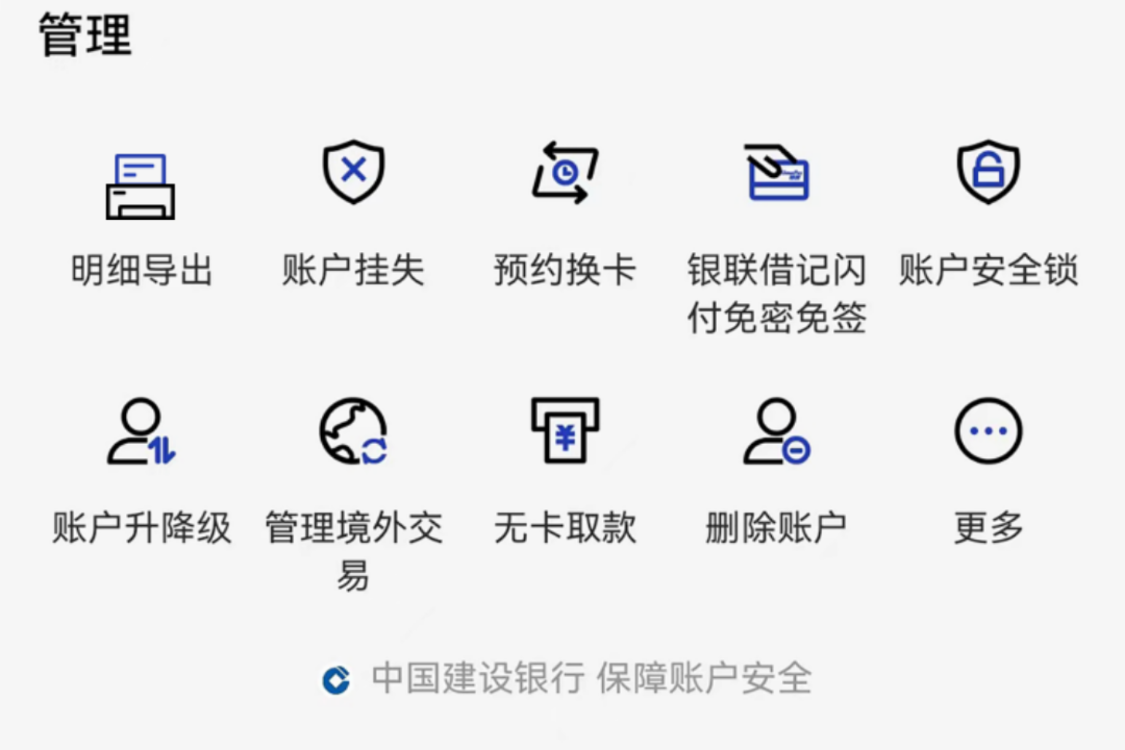 管理
明细导出 账户挂失 预约换卡 银联借记闪 账户安全锁
付免密免签
账户升降级 管理境外交 无卡取款 删除账户 更多
易
中国建设银行 保障账户安全